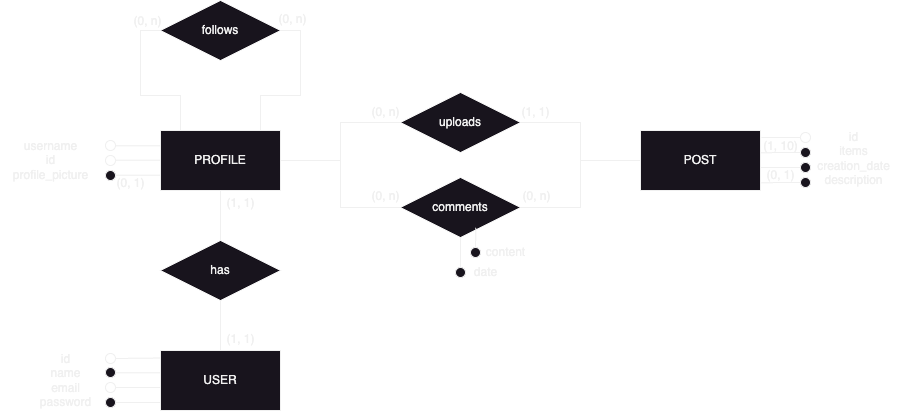 (0, n)
follows
(0, n)
(0, n)
uploads
(1, 1)
username
id
profile_picture
(0, 1)
PROFILE
POST
id
(1, 10)
items
creation_date
(0, 1)
description
(1, 1)
(0, n)
comments
(0, n)
content
date
has
(1, 1)
id
name
email
password
USER